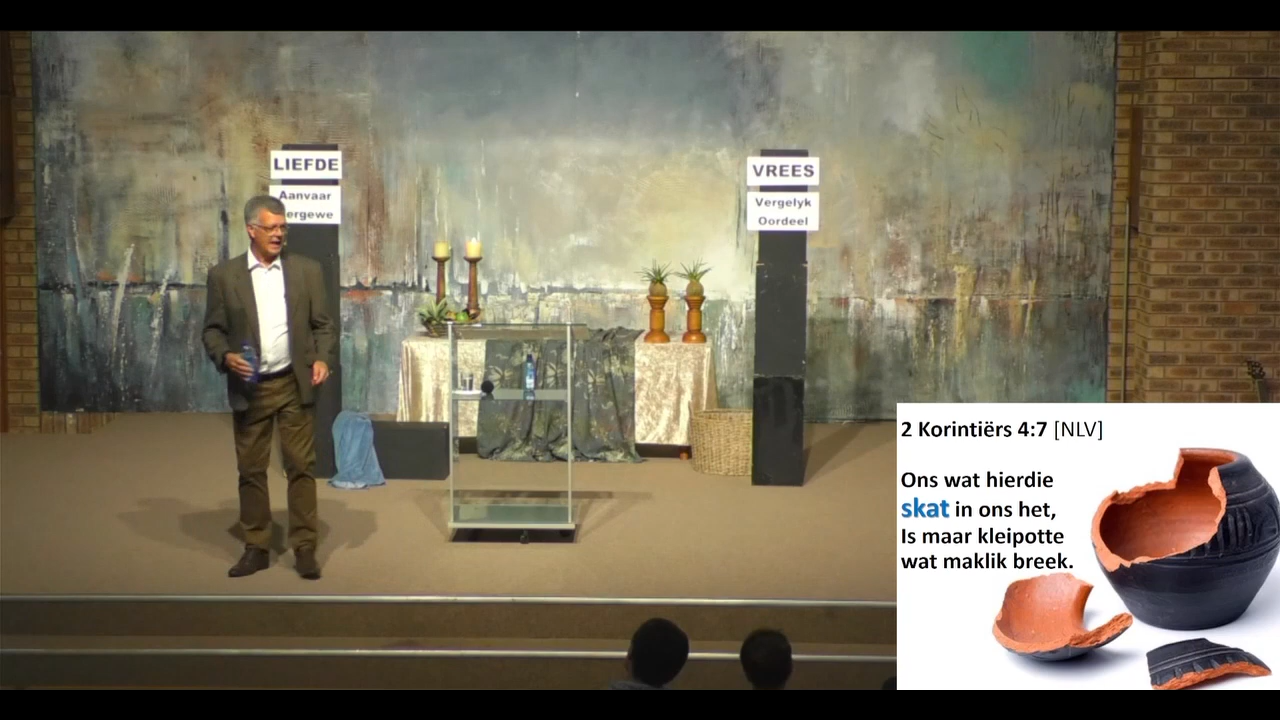 LIEFDE
Aanvaar
ergewe
VREES
Vergelyk
Oordeel
2 Korintiërs 4:7 [NLV]
Ons wat hierdie
skat in ons het,
Is maar kleipotte
wat maklik breek.